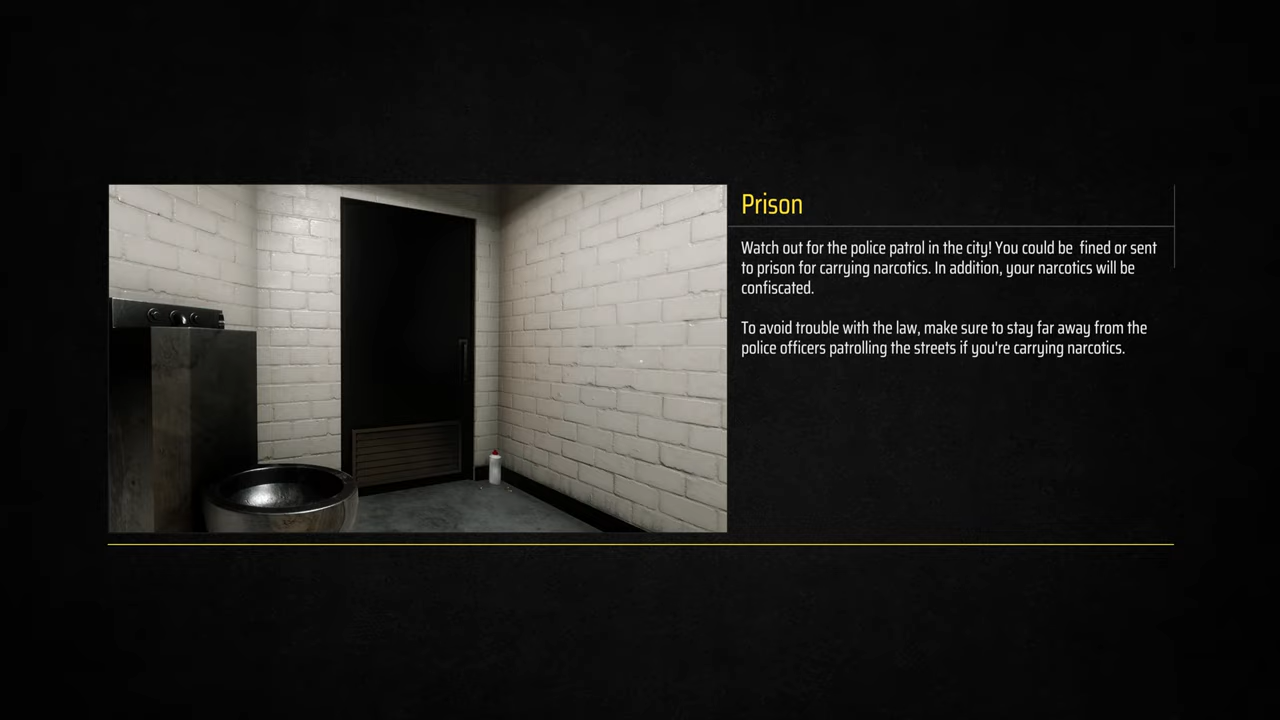 Prison
Watch out for the police patrol in the city! You could be  fined or sent
to prison for carrying narcotics. In addition, your narcotics will be
confiscated.
To avoid trouble with the law, make sure to stay far away from the
police officers patrolling the streets if you're carrying narcotics.